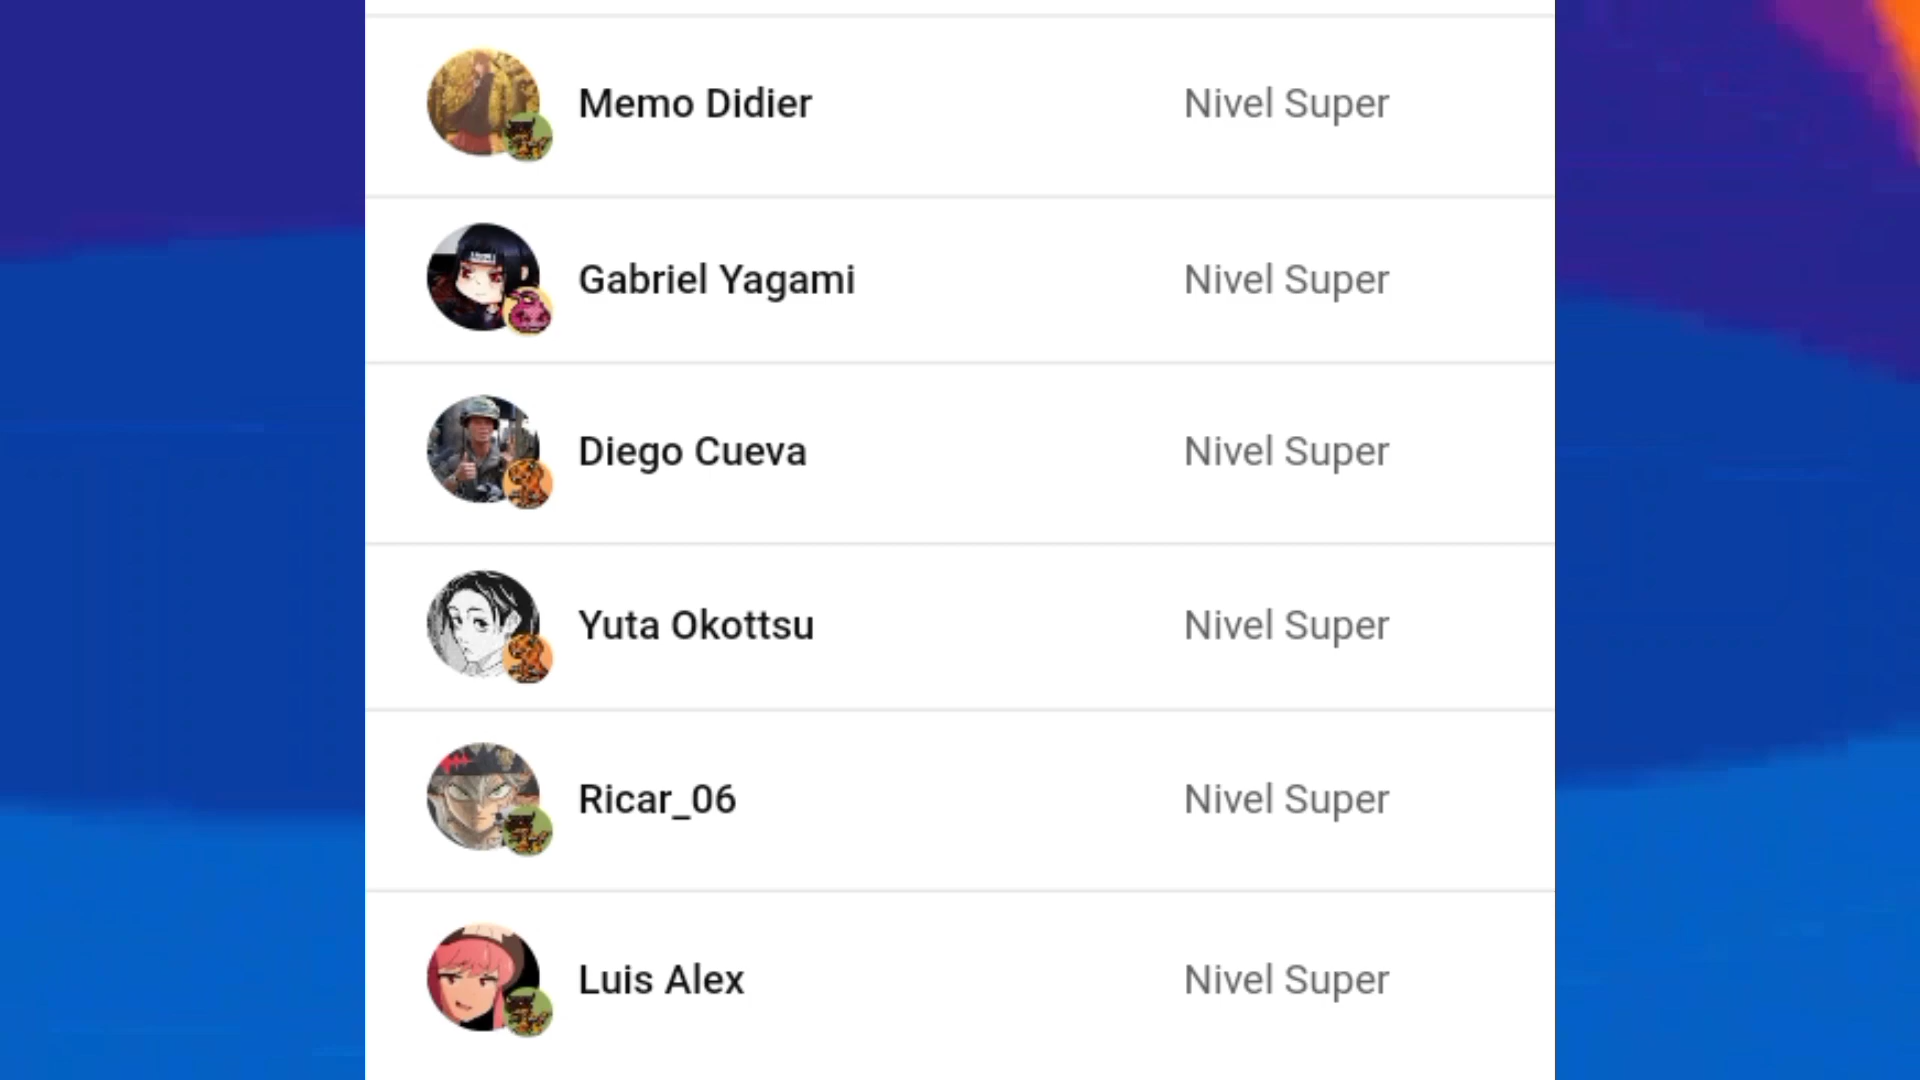 Memo Didier Nivel Super
Gabriel Yagami Nivel Super
Diego Cueva Nivel Super
Yuta Okottsu Nivel Super
Ricar_06 Nivel Super
Luis Alex Nivel Super